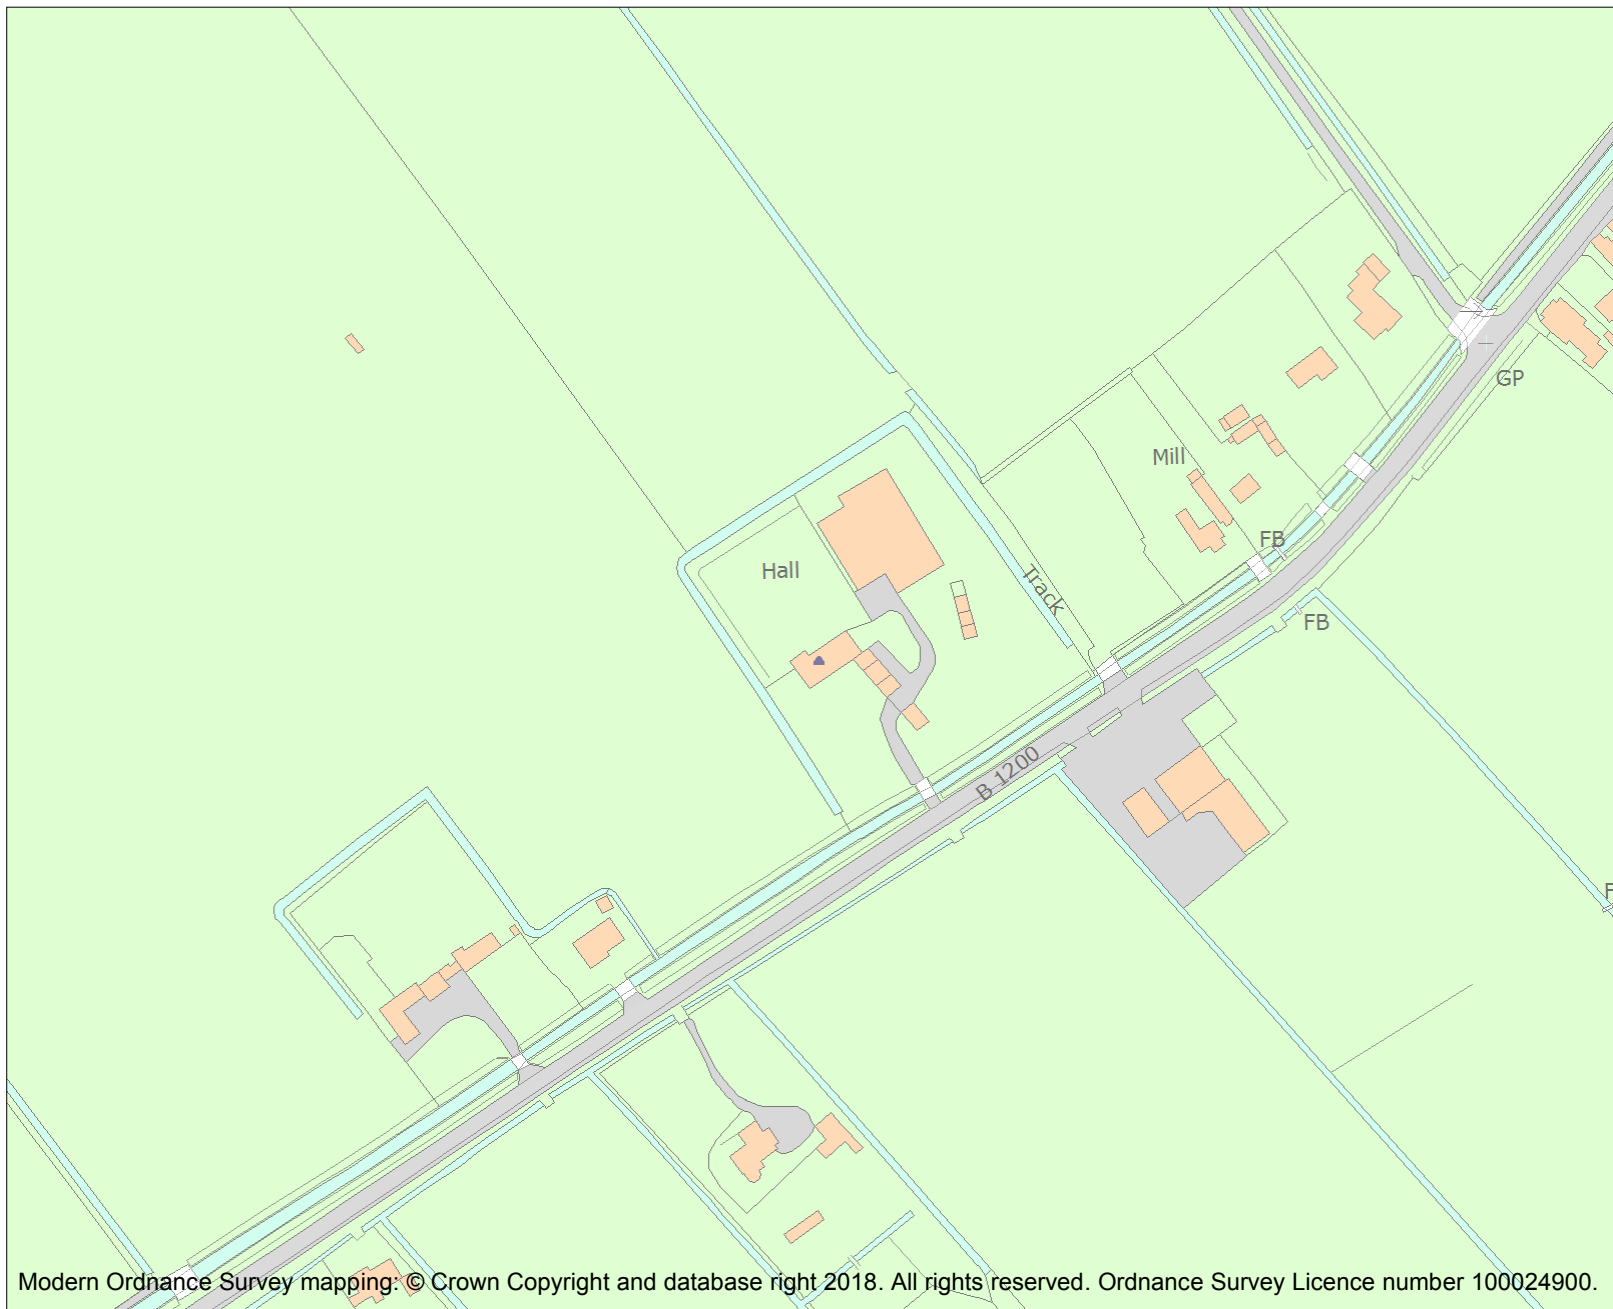 GP
Mill
FB
Hall
Track
FB
B 1200
F
Modern Ordnance Survey mapping: © Crown Copyright and database right 2018. All rights reserved. Ordnance Survey Licence number 100024900.